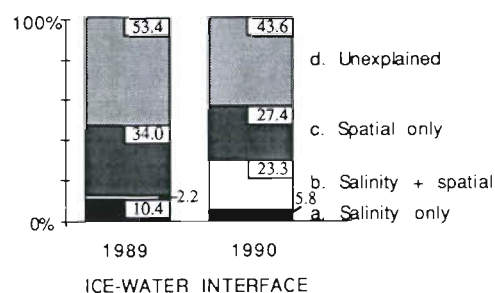 100%
53.4
43.6
d. Unexplained
34.0
27.4
c. Spatial only
23.3
b. Salinity + spatial
2.2
5.8
10.4
a. Salinity only
0%
1989
1990
ICE-WATER INTERFACE